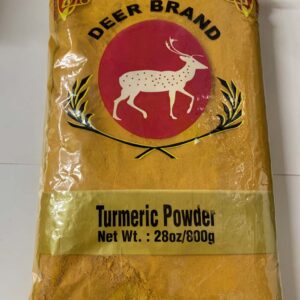 DEER BRAND
Turmeric Powder
Net Wt. : 28oz/800g